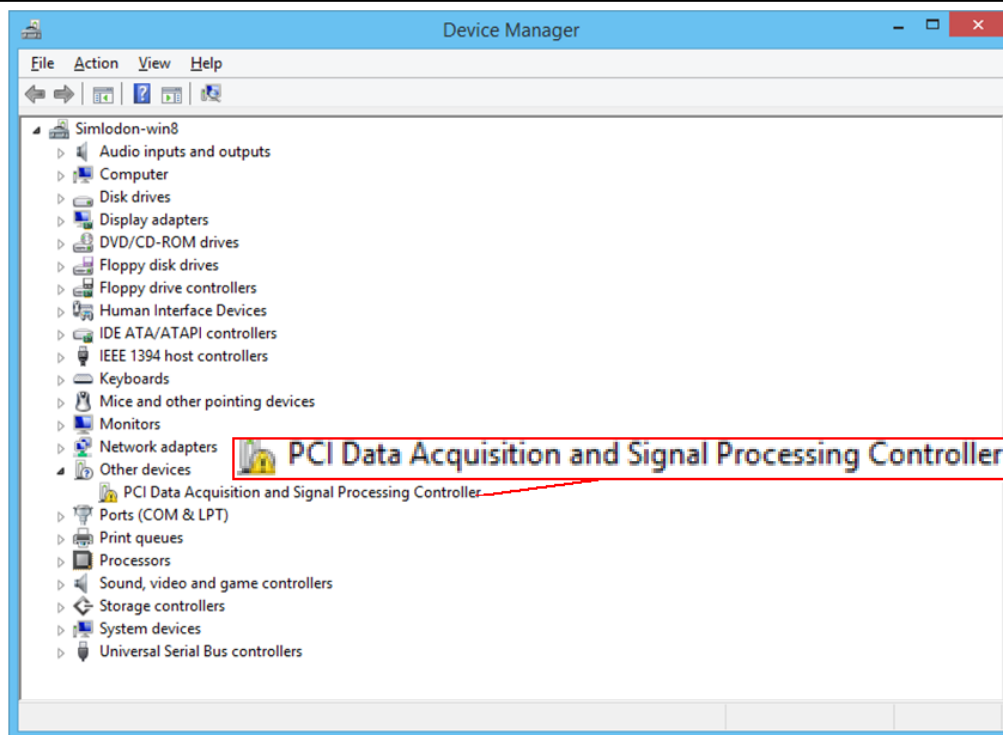 Device Manager
File Action View Help
Simlodon-win8
Audio inputs and outputs
Computer
Disk drives
Display adapters
DVD/CD-ROM drives
Floppy disk drives
Floppy drive controllers
Human Interface Devices
IDE ATA/ATAPI controllers
IEEE 1394 host controllers
Keyboards
Mice and other pointing devices
Monitors
Network adapters
PCI Data Acquisition and Signal Processing Controller
Other devices
PCI Data Acquisition and Signal Processing Controller
Ports (COM & LPT)
Print queues
Processors
Sound, video and game controllers
Storage controllers
System devices
Universal Serial Bus controllers